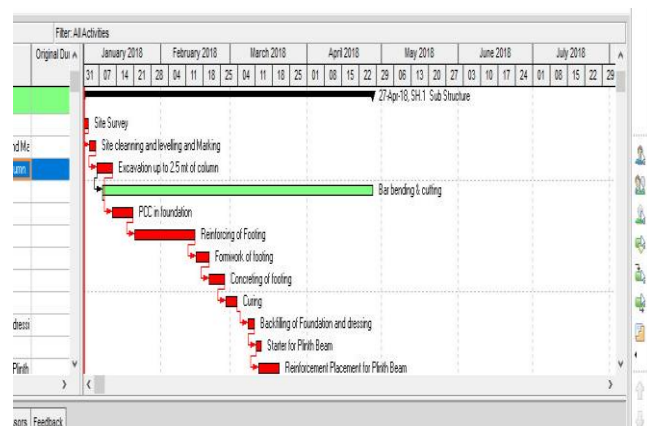 Filter: All Activities
Original Dur
January 2018 February 2018 March 2018 April 2018 May 2018 June 2018 July 2018
31 07 14 21 28 04 11 18 25 04 11 18 25 01 08 15 22 29 06 13 20 27 03 10 17 24 01 08 15 22 29
27-Apr-18, SH.1 Sub Structure
Site Survey
nd Ma Site cleanning and levelling and Marking
umn Excavation up to 2.5 mt of column
Bar bending & cutting
PCC in foundation
Reinforcing of Footing
Formwork of footing
Concreting of footing
Curing
dressi Backfilling of Foundation and dressing
Starter for Plinth Beam
Plinth Reinforcement Placement for Plinth Beam
sors Feedback